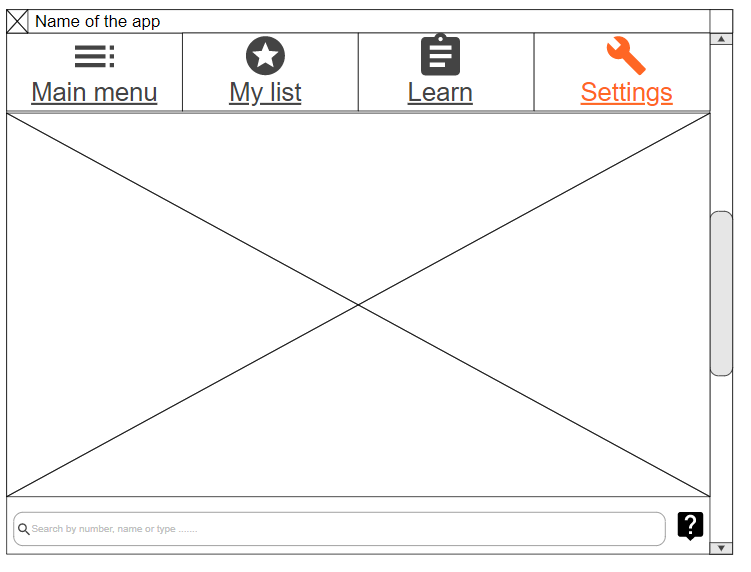 Name of the app
Main menu
My list
Learn
Settings
Search by number, name or type .......
?